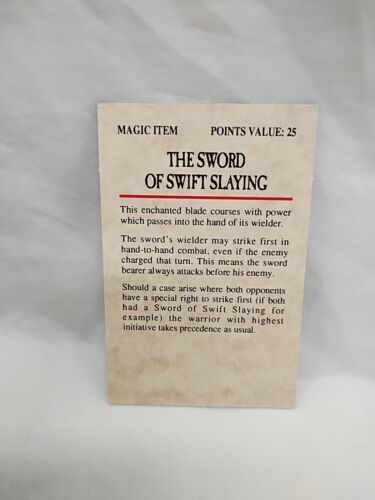 MAGIC ITEM POINTS VALUE: 25
THE SWORD
OF SWIFT SLAYING
This enchanted blade courses with power
which passes into the hand of its wielder.
The sword's wielder may strike first in
hand-to-hand combat, even if the enemy
charged that turn. This means the sword
bearer always attacks before his enemy.
Should a case arise where both opponents
have a special right to strike first (if both
had a Sword of Swift Slaying for
example) the warrior with highest
initiative takes precedence as usual.